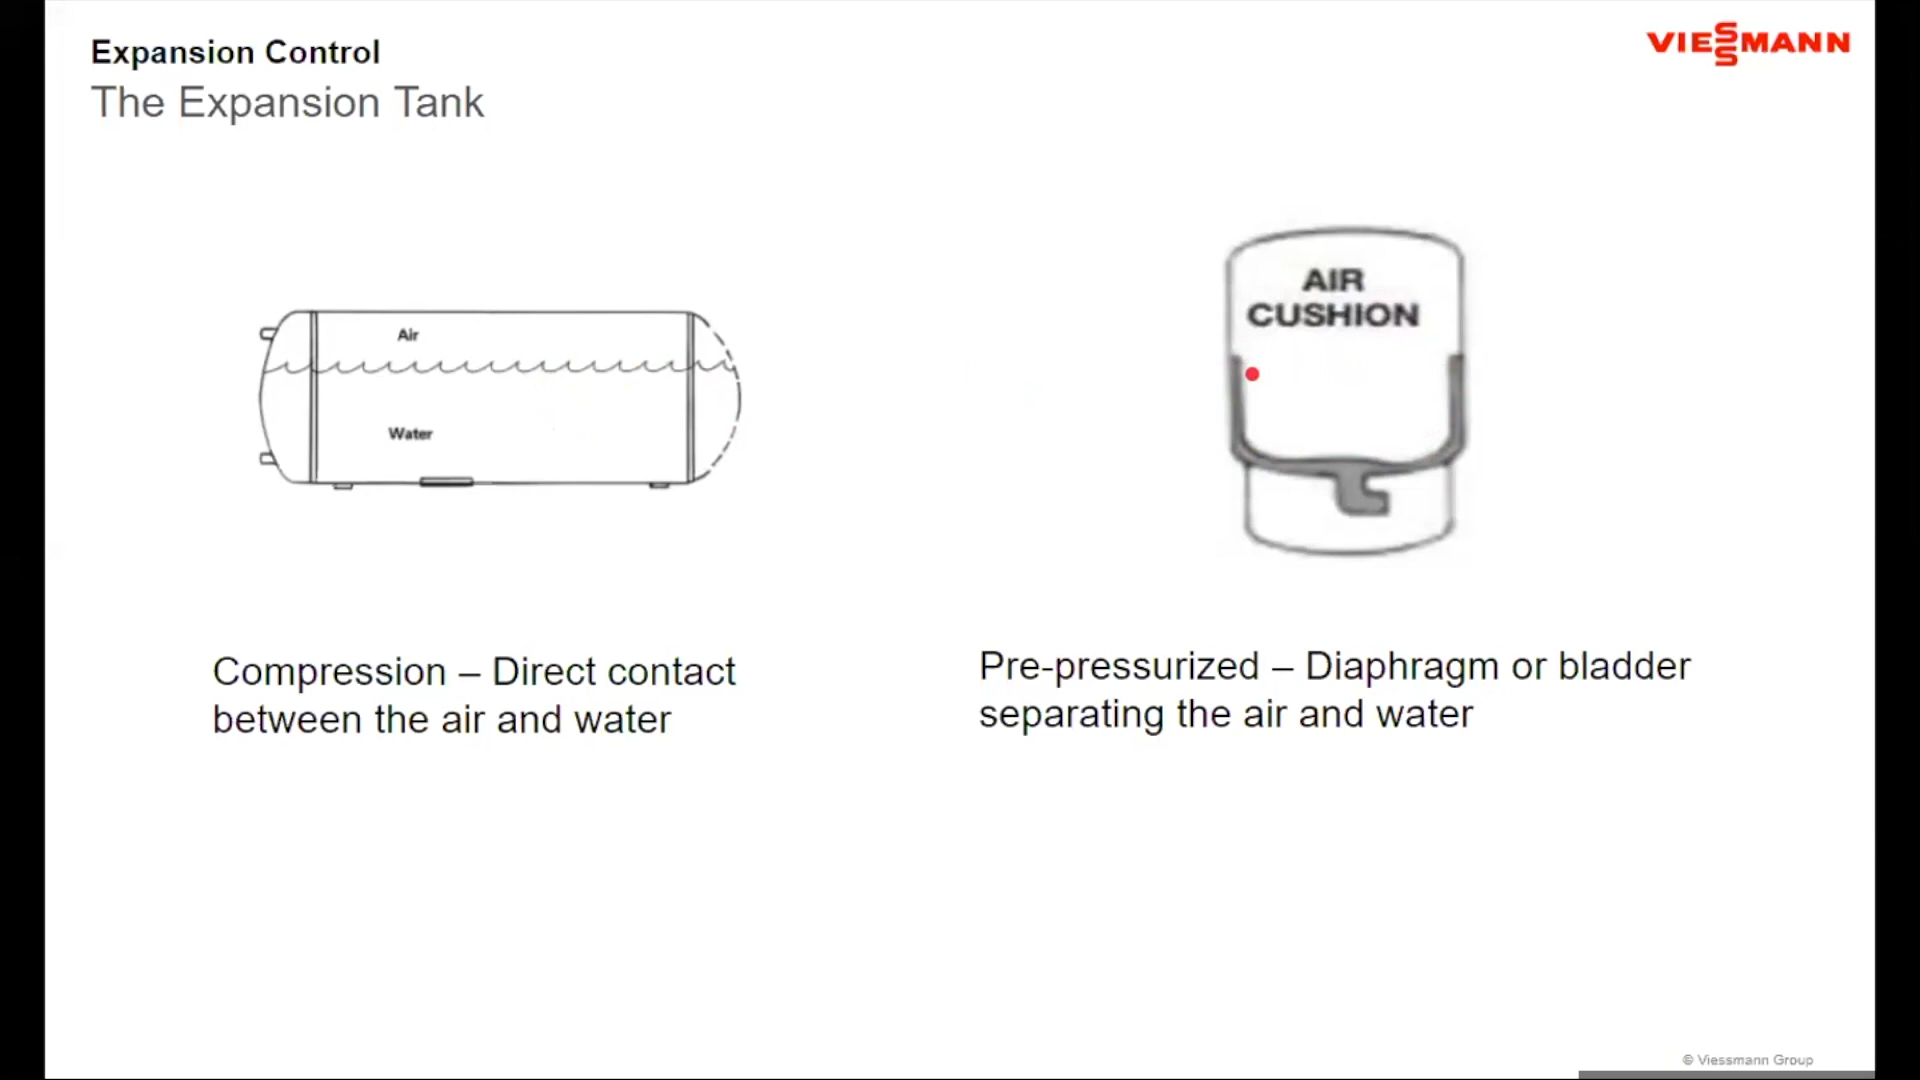 Expansion Control
The Expansion Tank
VIESSMANN
Air
Water
AIR
CUSHION
Compression – Direct contact
between the air and water
Pre-pressurized – Diaphragm or bladder
separating the air and water
© Viessmann Group